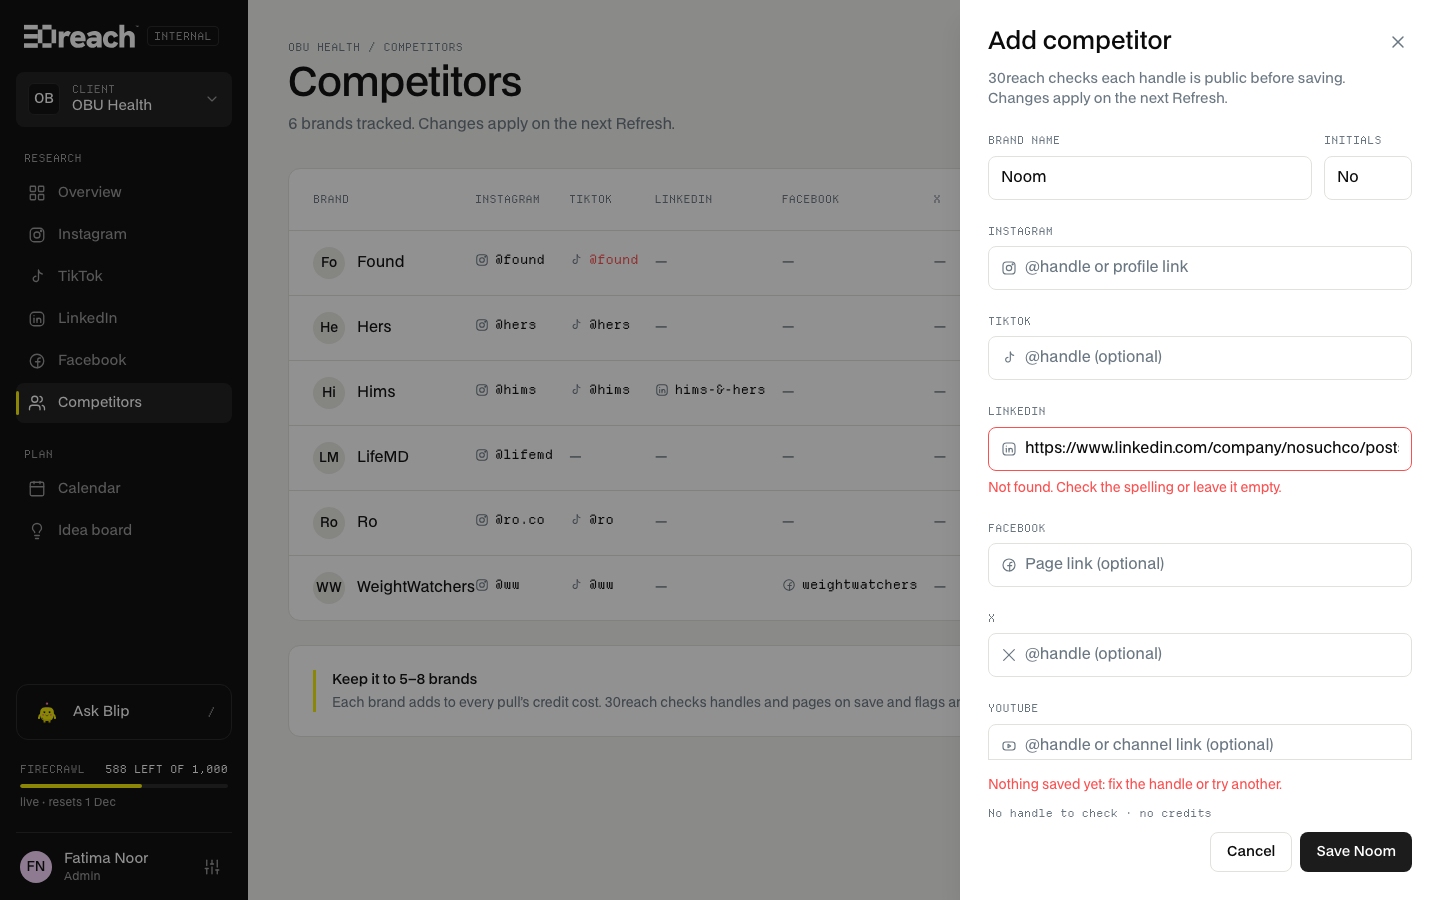 30reach INTERNAL
OB
CLIENT
OBU Health
RESEARCH
Overview
Instagram
TikTok
LinkedIn
Facebook
Competitors
PLAN
Calendar
Idea board
Ask Blip /
FIRECRAWL 588 LEFT OF 1,000
live · resets 1 Dec
FN
Fatima Noor
Admin
OBU HEALTH / COMPETITORS
Competitors
6 brands tracked. Changes apply on the next Refresh.
BRAND INSTAGRAM TIKTOK LINKEDIN FACEBOOK X
Fo Found @found @found — — —
He Hers @hers @hers — — —
Hi Hims @hims @hims hims-&-hers — —
LM LifeMD @lifemd — — — —
Ro Ro @ro.co @ro — — —
WW WeightWatchers @ww @ww — weightwatchers —
Keep it to 5–8 brands
Each brand adds to every pull's credit cost. 30reach checks handles and pages on save and flags
Add competitor
30reach checks each handle is public before saving.
Changes apply on the next Refresh.
BRAND NAME INITIALS
Noom No
INSTAGRAM
@handle or profile link
TIKTOK
@handle (optional)
LINKEDIN
https://www.linkedin.com/company/nosuchco/posts
Not found. Check the spelling or leave it empty.
FACEBOOK
Page link (optional)
X
@handle (optional)
YOUTUBE
@handle or channel link (optional)
Nothing saved yet: fix the handle or try another.
No handle to check · no credits
Cancel Save Noom